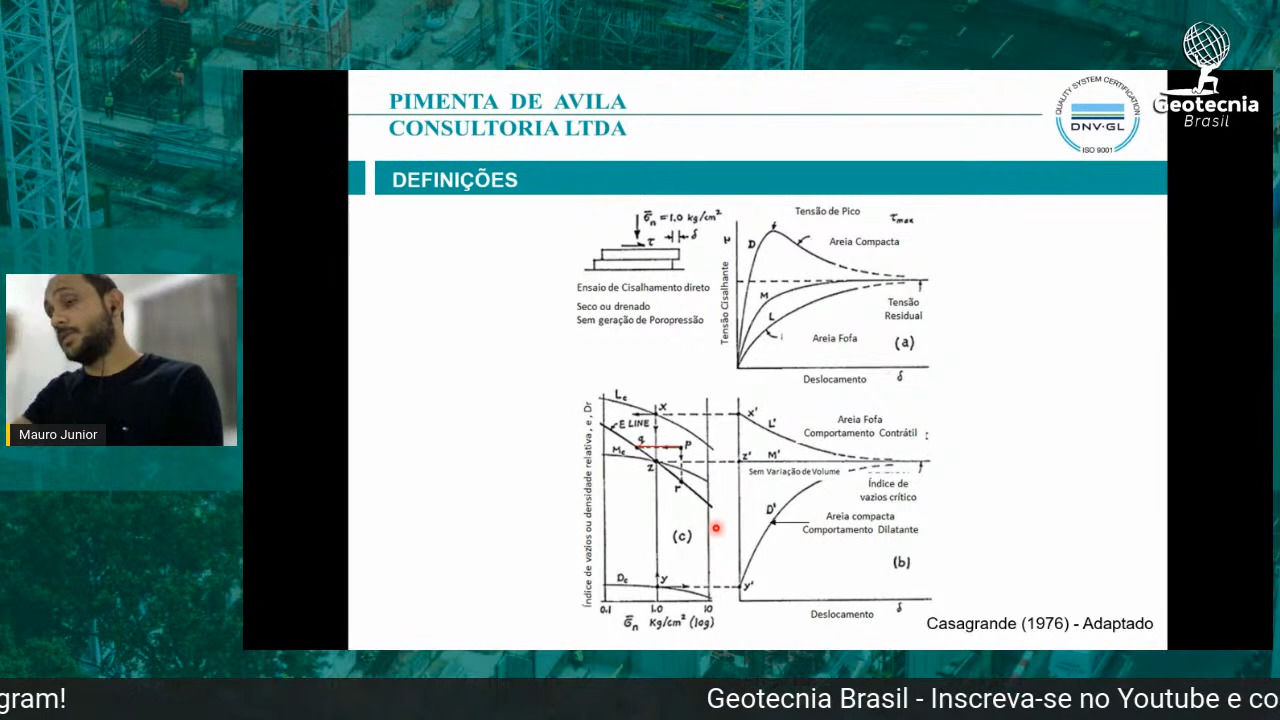 Geotecnia
Brasil
PIMENTA DE AVILA
CONSULTORIA LTDA
QUALITY SYSTEM CERTIFICATION
DNV·GL
ISO 9001
DEFINIÇÕES
σ̄n = 1.0 kg/cm²
τ
δ
Ensaio de Cisalhamento direto
Seco ou drenado
Sem geração de Poropressão
Tensão de Pico
τmax
D
Areia Compacta
Tensão Cisalhante
M
L
Tensão
Residual
Areia Fofa
(a)
Deslocamento δ
Índice de vazios ou densidade relativa, e, Dr
Lc
x
E LINE
q
p
Mc
z
r
(c)
Dc
y
0.1 1.0 10
σ̄n Kg/cm² (log)
x'
L'
Areia Fofa
Comportamento Contrátil
z'
M'
Sem Variação de Volume
Índice de
vazios crítico
D'
Areia compacta
Comportamento Dilatante
(b)
y'
Deslocamento δ
Casagrande (1976) - Adaptado
Mauro Junior
gram!
Geotecnia Brasil - Inscreva-se no Youtube e co